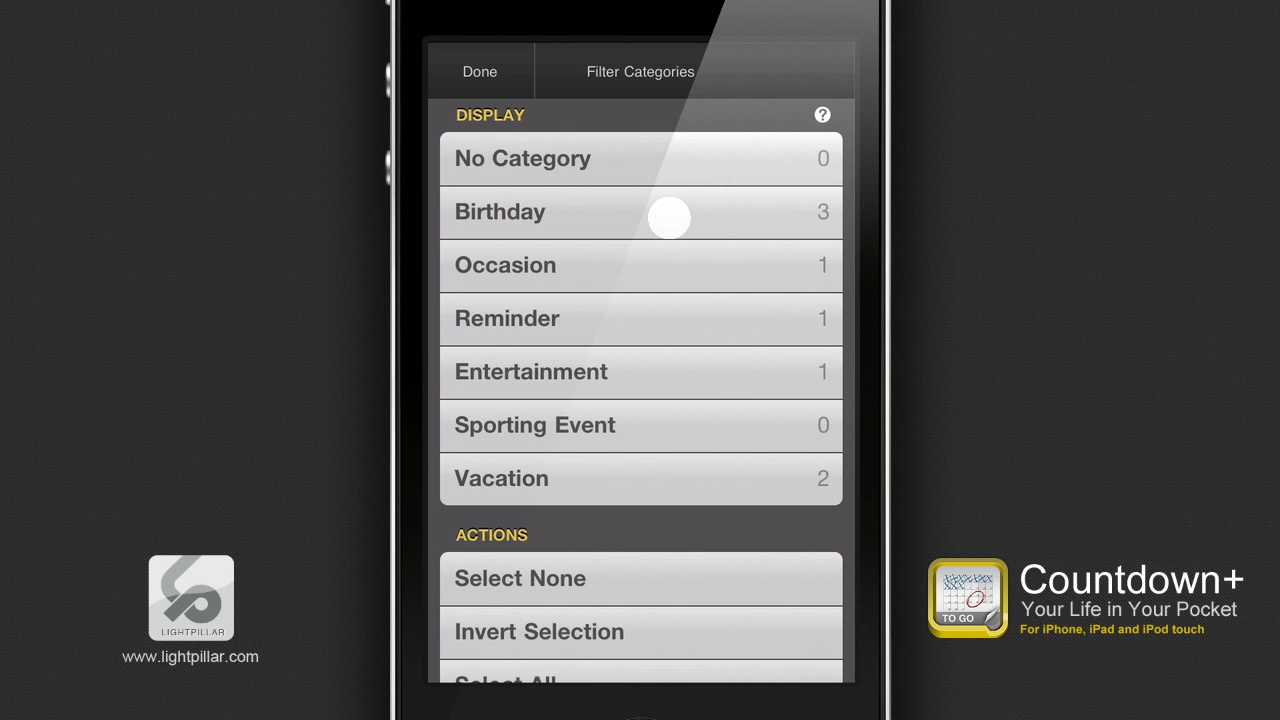 Done
Filter Categories
DISPLAY
?
No Category
0
Birthday
3
Occasion
1
Reminder
1
Entertainment
1
Sporting Event
0
Vacation
2
ACTIONS
Select None
Invert Selection
Select All
LIGHTPILLAR
www.lightpillar.com
TO GO
Countdown+
Your Life in Your Pocket
For iPhone, iPad and iPod touch